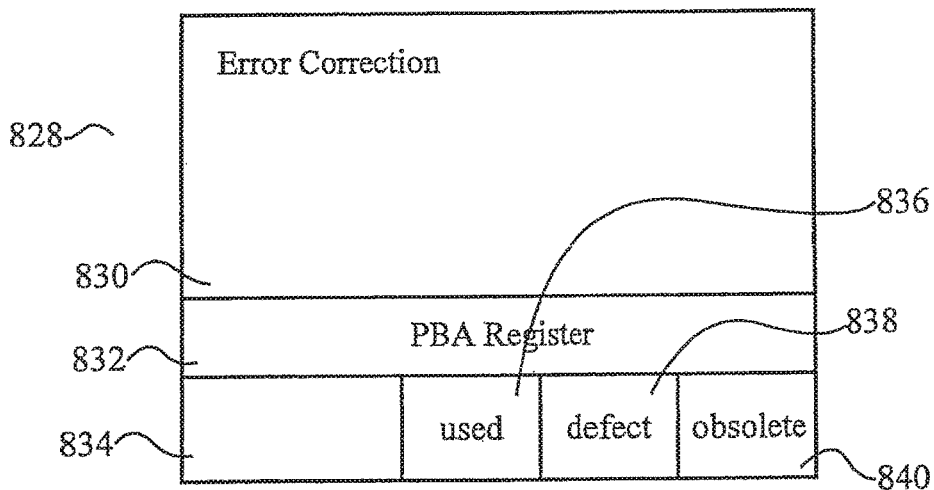 Error Correction
828
836
830
PBA Register
838
832
used
defect
obsolete
834
840